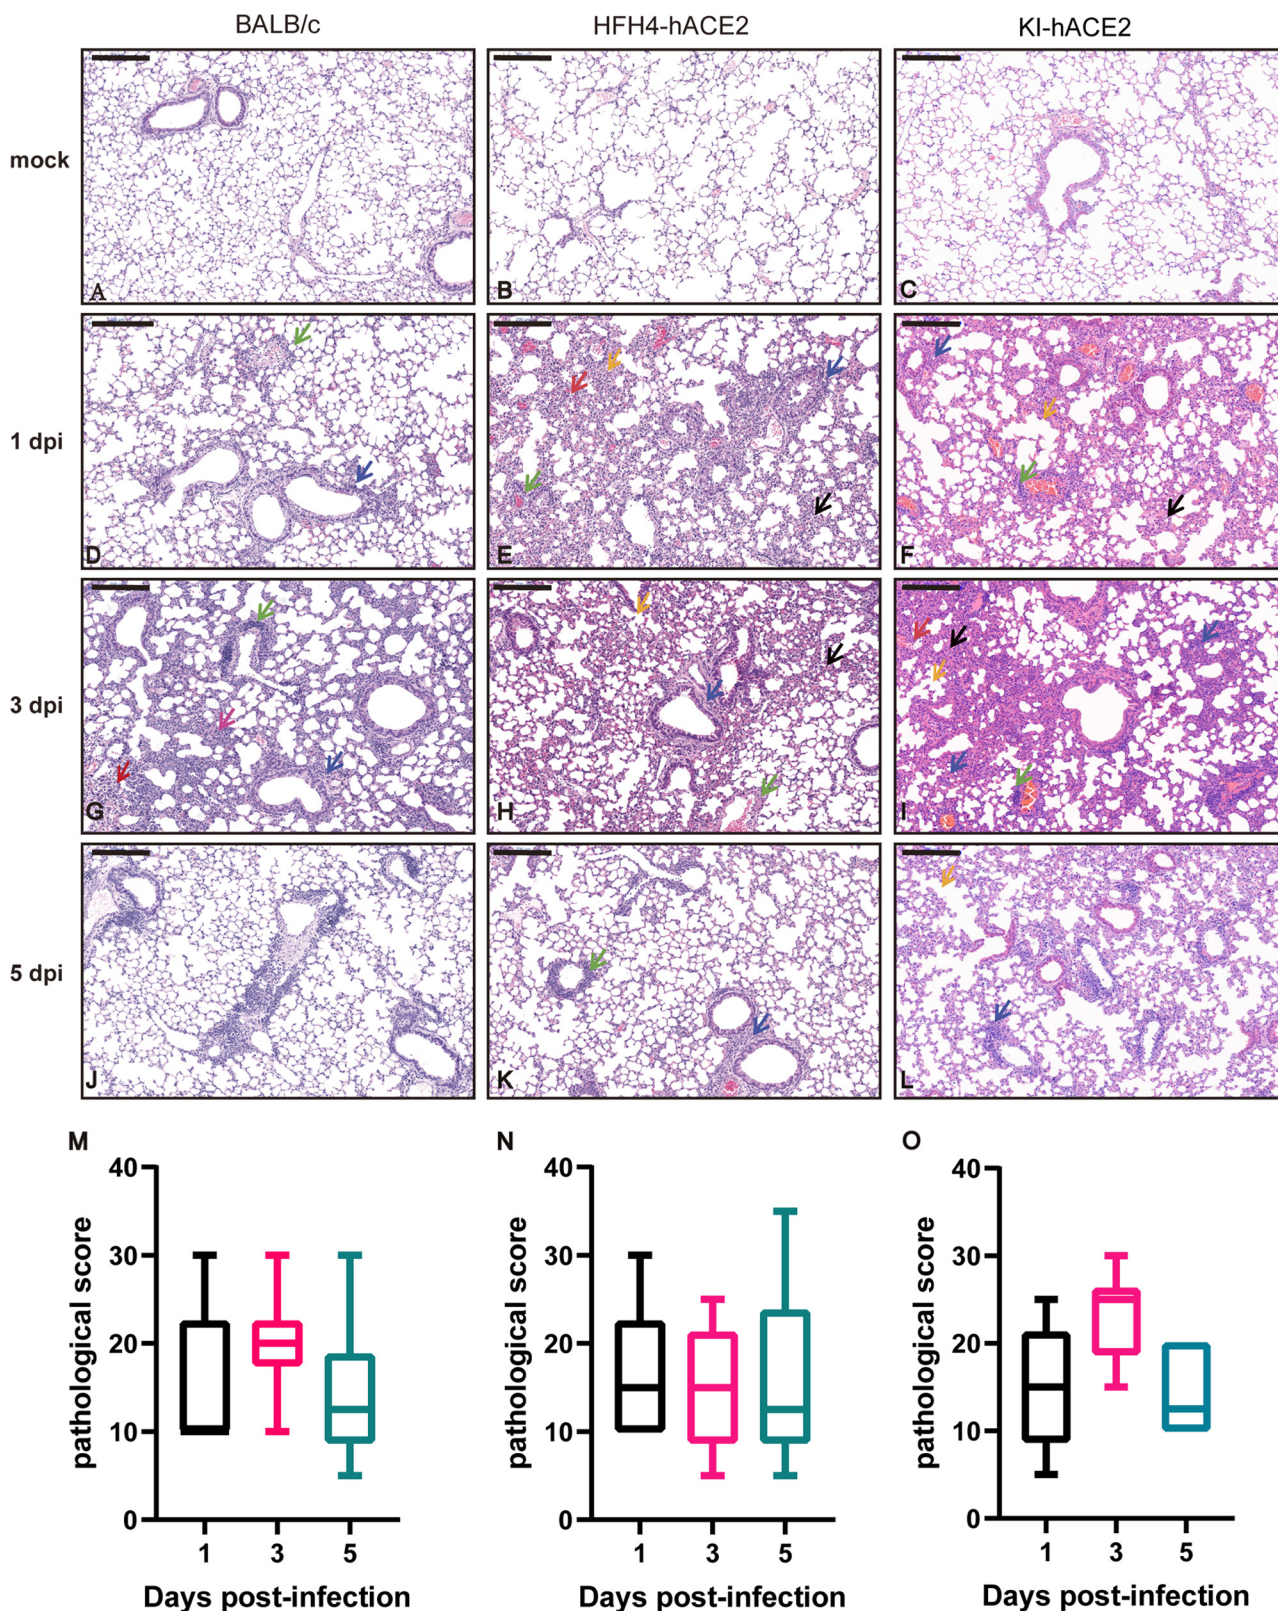 BALB/c HFH4-hACE2 KI-hACE2
mock
A B C
1 dpi
D E F
3 dpi
G H I
5 dpi
J K L
M N O
40 40 40
30 30 30
20 20 20
10 10 10
0 0 0
pathological score pathological score pathological score
1 3 5 1 3 5 1 3 5
Days post-infection Days post-infection Days post-infection